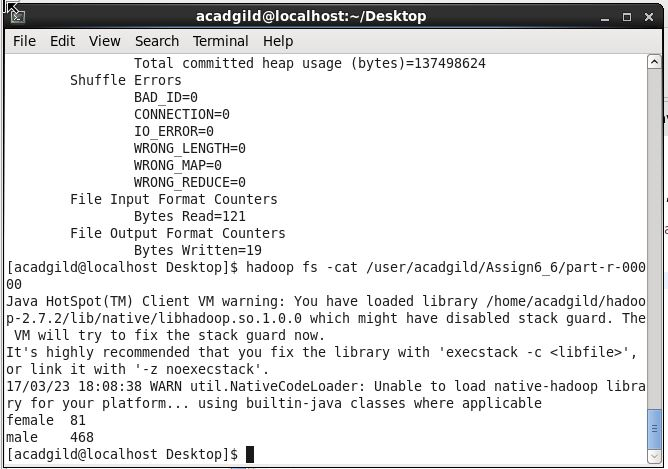 acadgild@localhost:~/Desktop
File Edit View Search Terminal Help
Total committed heap usage (bytes)=137498624
Shuffle Errors
BAD_ID=0
CONNECTION=0
IO_ERROR=0
WRONG_LENGTH=0
WRONG_MAP=0
WRONG_REDUCE=0
File Input Format Counters
Bytes Read=121
File Output Format Counters
Bytes Written=19
[acadgild@localhost Desktop]$ hadoop fs -cat /user/acadgild/Assign6_6/part-r-000
00
Java HotSpot(TM) Client VM warning: You have loaded library /home/acadgild/hadoo
p-2.7.2/lib/native/libhadoop.so.1.0.0 which might have disabled stack guard. The
VM will try to fix the stack guard now.
It's highly recommended that you fix the library with 'execstack -c <libfile>',
or link it with '-z noexecstack'.
17/03/23 18:08:38 WARN util.NativeCodeLoader: Unable to load native-hadoop libra
ry for your platform... using builtin-java classes where applicable
female 81
male 468
[acadgild@localhost Desktop]$